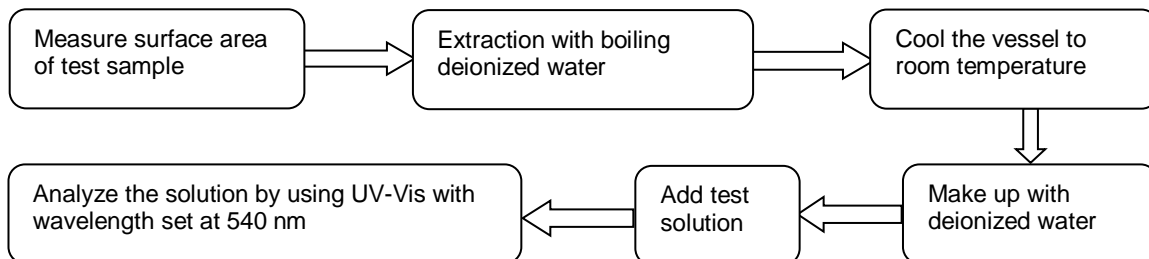 Measure surface area
of test sample
Extraction with boiling
deionized water
Cool the vessel to
room temperature
Make up with
deionized water
Add test
solution
Analyze the solution by using UV-Vis with
wavelength set at 540 nm